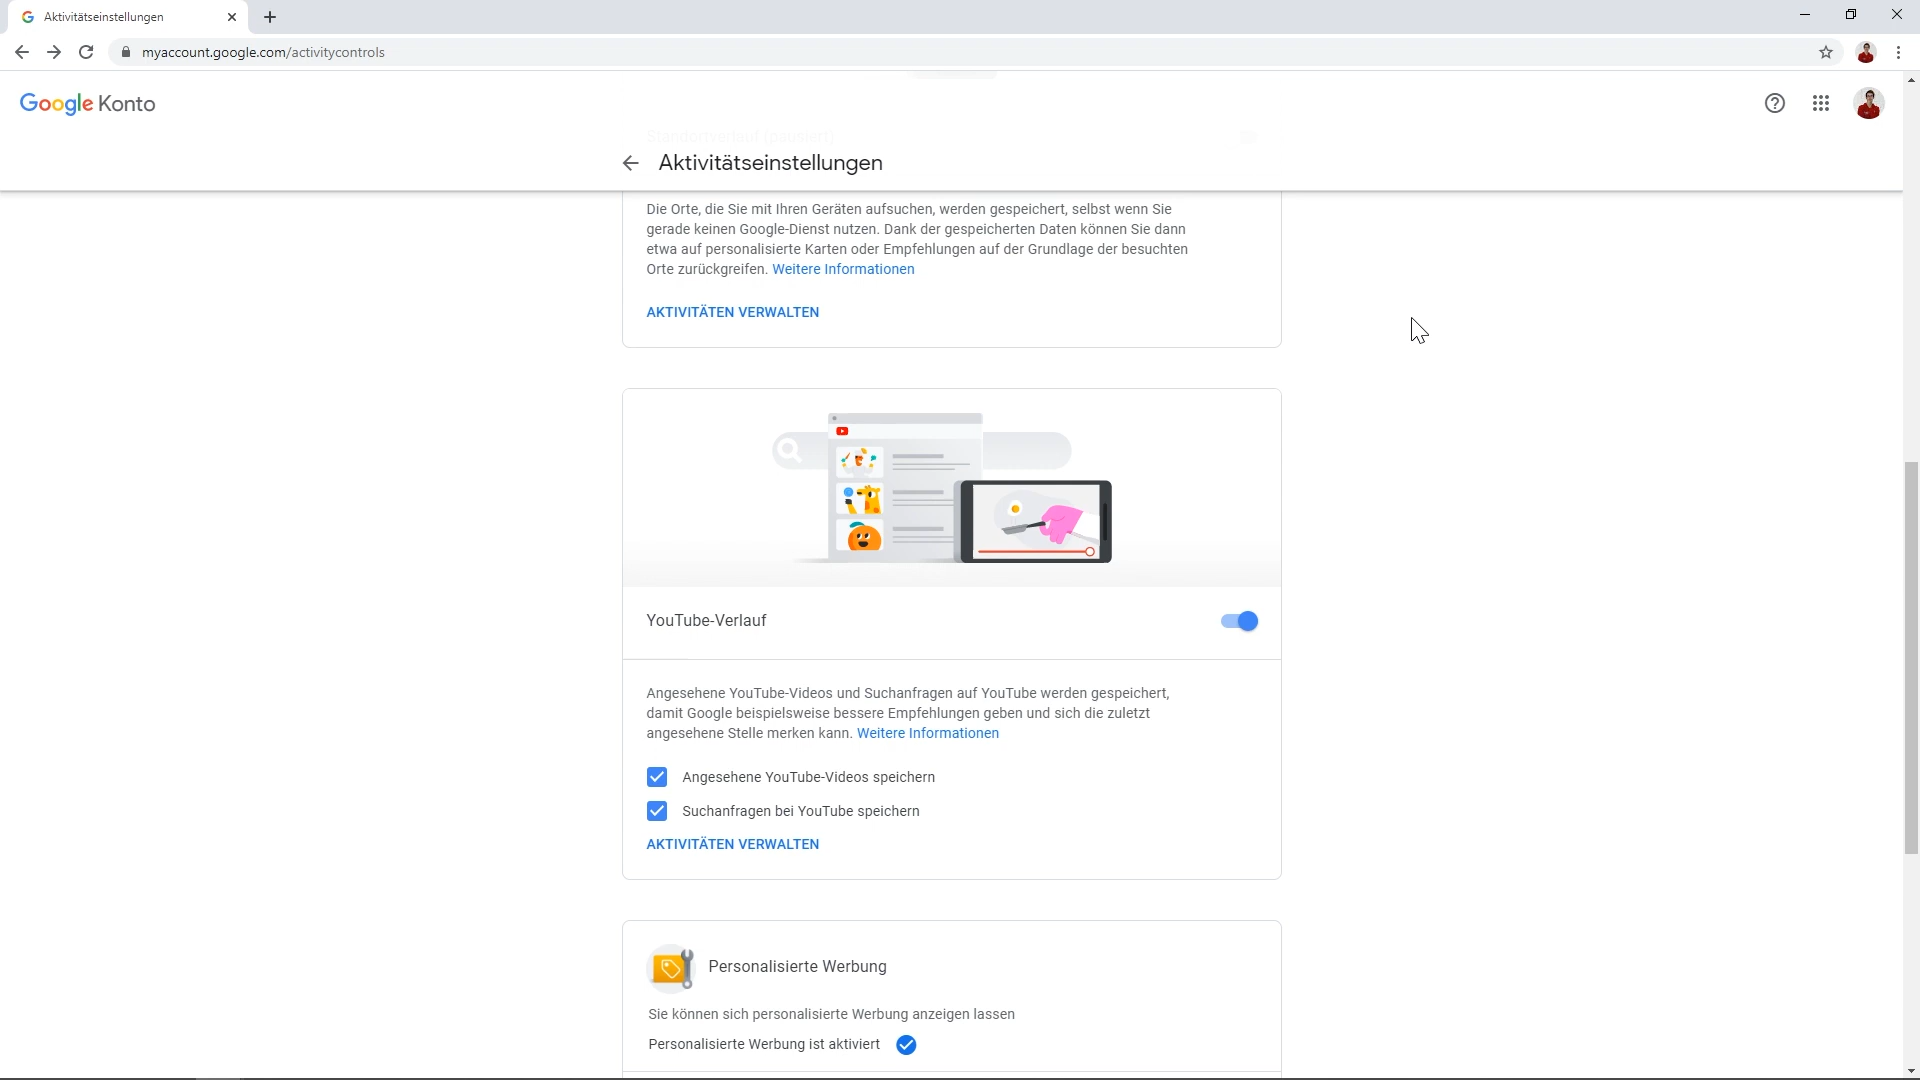 Aktivitätseinstellungen
myaccount.google.com/activitycontrols
Google Konto
Standortverlauf (pausiert)
Aktivitätseinstellungen
Die Orte, die Sie mit Ihren Geräten aufsuchen, werden gespeichert, selbst wenn Sie
gerade keinen Google-Dienst nutzen. Dank der gespeicherten Daten können Sie dann
etwa auf personalisierte Karten oder Empfehlungen auf der Grundlage der besuchten
Orte zurückgreifen. Weitere Informationen
AKTIVITÄTEN VERWALTEN
YouTube-Verlauf
Angesehene YouTube-Videos und Suchanfragen auf YouTube werden gespeichert,
damit Google beispielsweise bessere Empfehlungen geben und sich die zuletzt
angesehene Stelle merken kann. Weitere Informationen
Angesehene YouTube-Videos speichern
Suchanfragen bei YouTube speichern
AKTIVITÄTEN VERWALTEN
Personalisierte Werbung
Sie können sich personalisierte Werbung anzeigen lassen
Personalisierte Werbung ist aktiviert